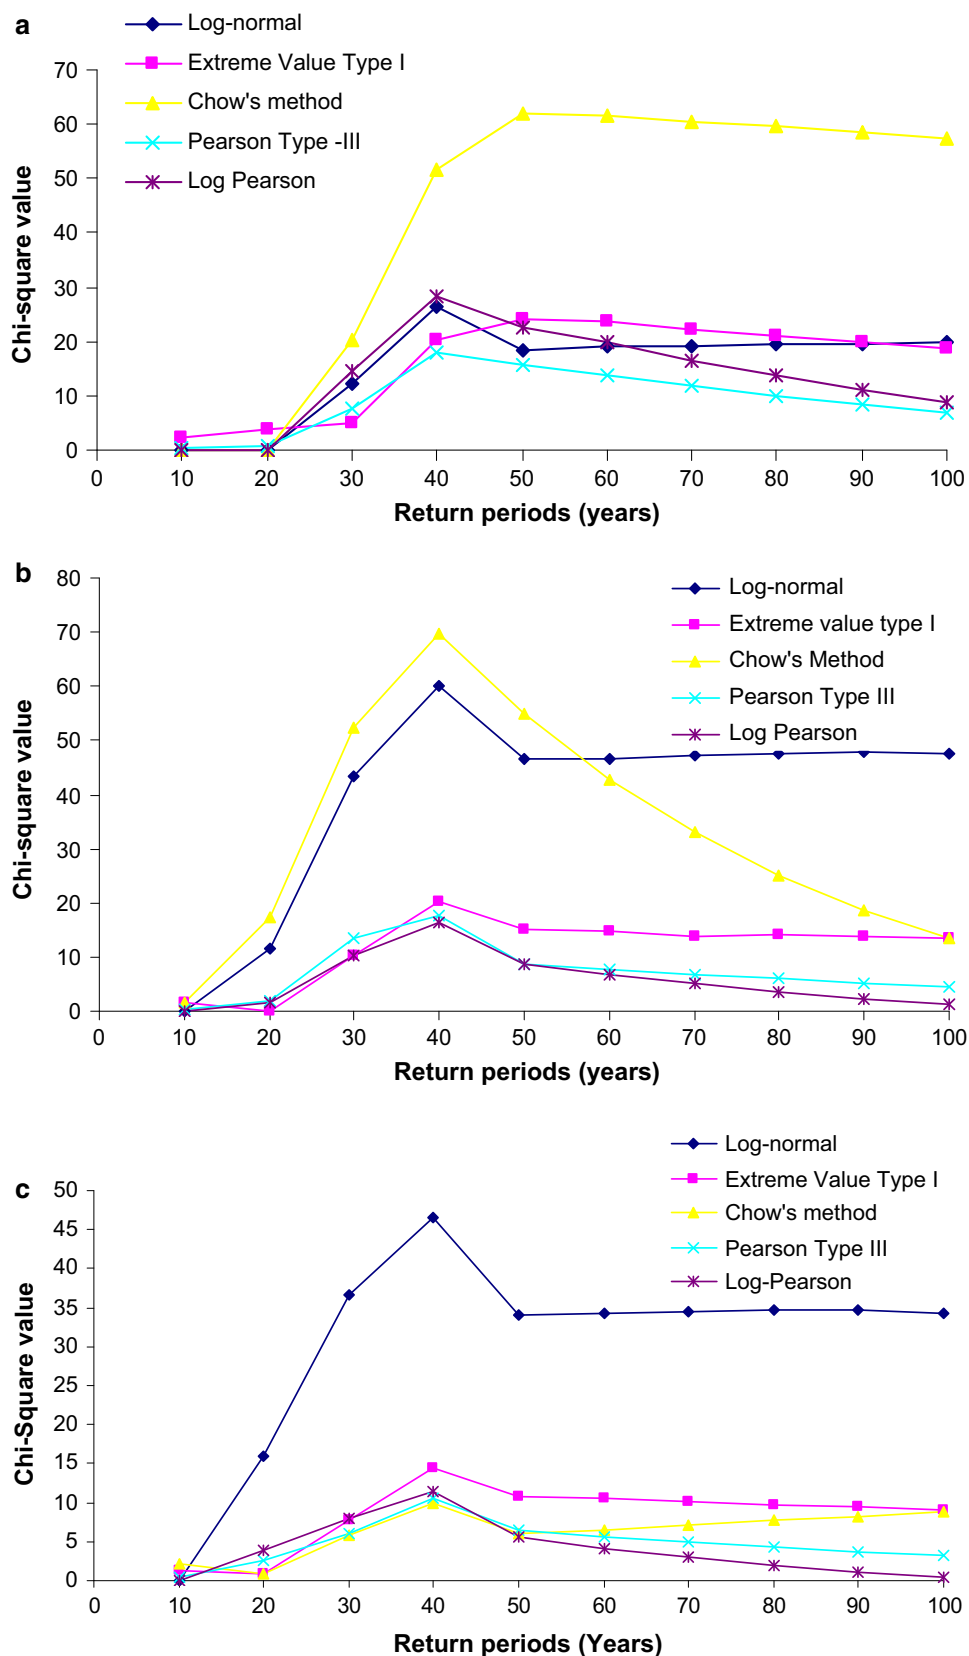 a
Log-normal
Extreme Value Type I
Chow's method
Pearson Type -III
Log Pearson
70
60
50
40
30
20
10
0
Chi-square value
0 10 20 30 40 50 60 70 80 90 100
Return periods (years)
b
Log-normal
Extreme value type I
Chow's Method
Pearson Type III
Log Pearson
80
70
60
50
40
30
20
10
0
Chi-square value
0 10 20 30 40 50 60 70 80 90 100
Return periods (years)
c
Log-normal
Extreme Value Type I
Chow's method
Pearson Type III
Log-Pearson
50
45
40
35
30
25
20
15
10
5
0
Chi-Square value
0 10 20 30 40 50 60 70 80 90 100
Return periods (Years)